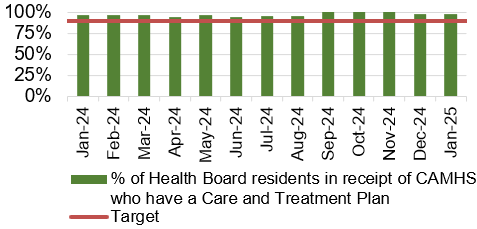 100%
75%
50%
25%
0%
Jan-24
Feb-24
Mar-24
Apr-24
May-24
Jun-24
Jul-24
Aug-24
Sep-24
Oct-24
Nov-24
Dec-24
Jan-25
% of Health Board residents in receipt of CAMHS
who have a Care and Treatment Plan
Target